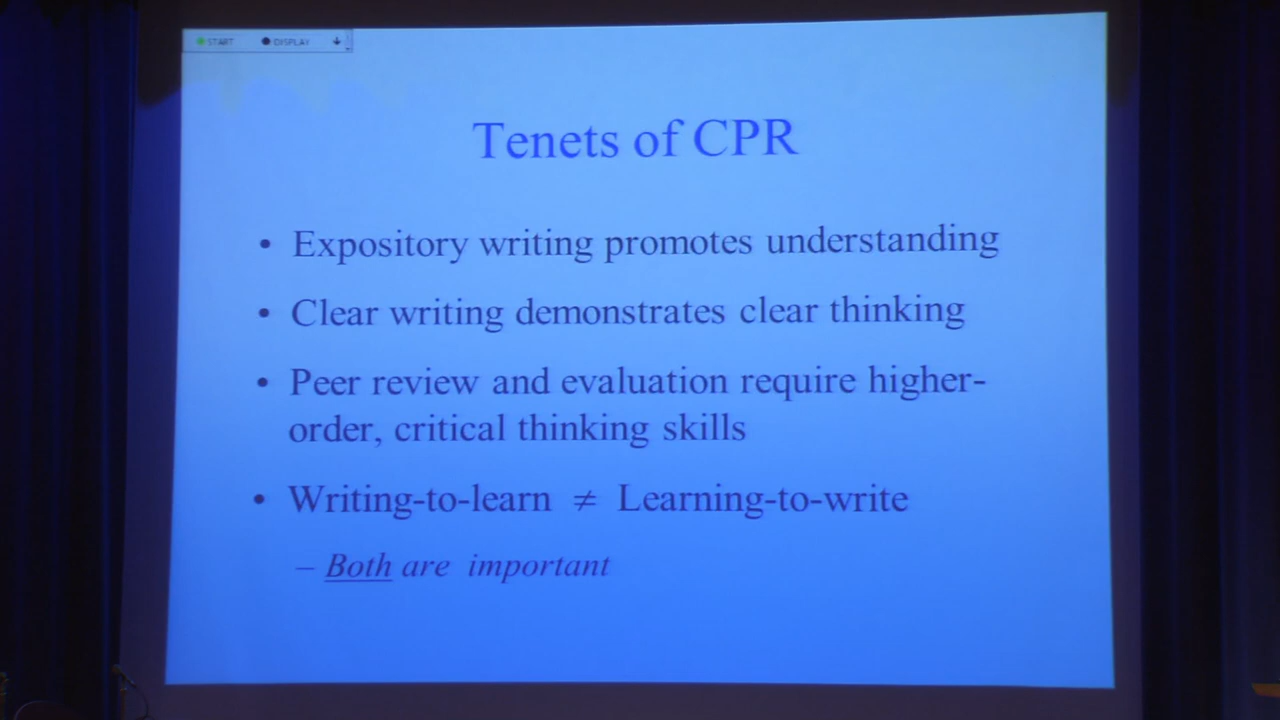 START DISPLAY
Tenets of CPR
• Expository writing promotes understanding
• Clear writing demonstrates clear thinking
• Peer review and evaluation require higher-
order, critical thinking skills
• Writing-to-learn ≠ Learning-to-write
– Both are important